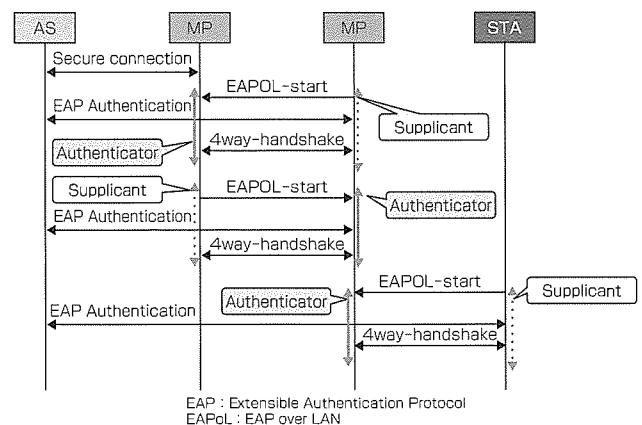 AS
MP
MP
STA
Secure connection
EAPOL-start
EAP Authentication
Supplicant
4way-handshake
Authenticator
Supplicant
EAPOL-start
Authenticator
EAP Authentication
4way-handshake
EAPOL-start
Supplicant
Authenticator
EAP Authentication
4way-handshake
EAP : Extensible Authentication Protocol
EAPoL : EAP over LAN